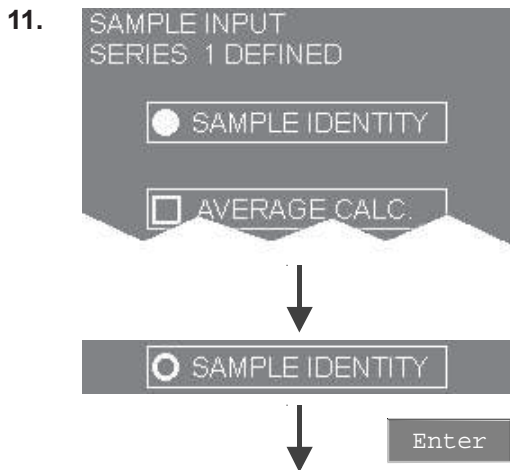 11.
SAMPLE INPUT
SERIES 1 DEFINED
SAMPLE IDENTITY
AVERAGE CALC.
SAMPLE IDENTITY
Enter